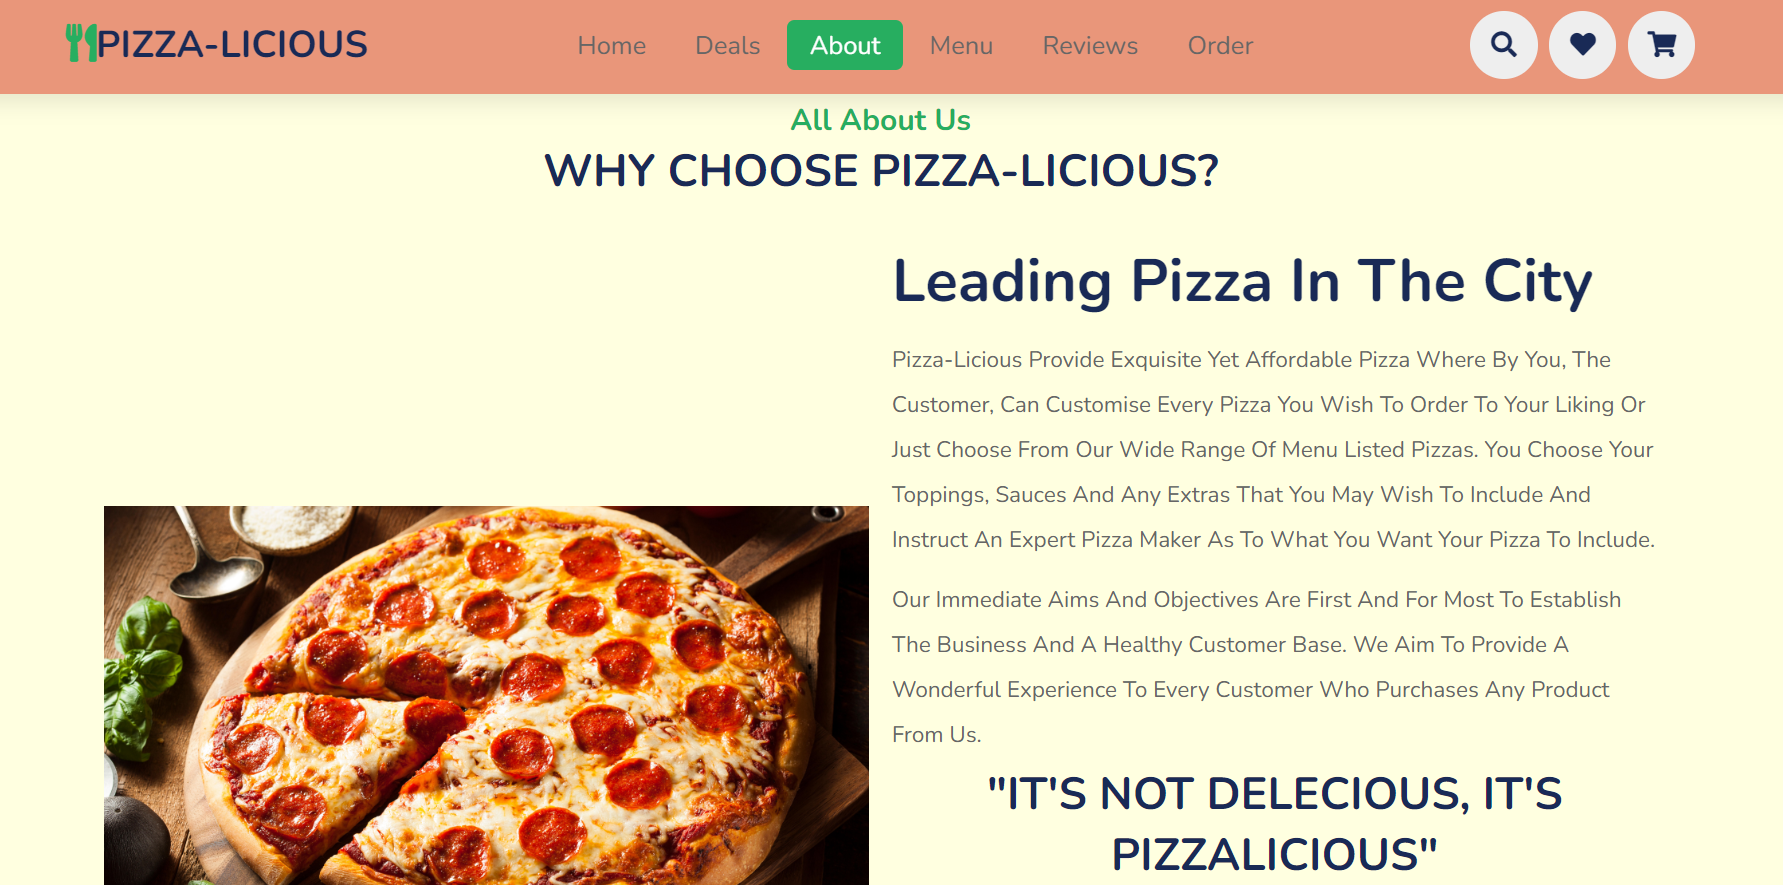 PIZZA-LICIOUS
Home Deals About Menu Reviews Order
All About Us
WHY CHOOSE PIZZA-LICIOUS?
Leading Pizza In The City
Pizza-Licious Provide Exquisite Yet Affordable Pizza Where By You, The
Customer, Can Customise Every Pizza You Wish To Order To Your Liking Or
Just Choose From Our Wide Range Of Menu Listed Pizzas. You Choose Your
Toppings, Sauces And Any Extras That You May Wish To Include And
Instruct An Expert Pizza Maker As To What You Want Your Pizza To Include.
Our Immediate Aims And Objectives Are First And For Most To Establish
The Business And A Healthy Customer Base. We Aim To Provide A
Wonderful Experience To Every Customer Who Purchases Any Product
From Us.
"IT'S NOT DELECIOUS, IT'S
PIZZALICIOUS"